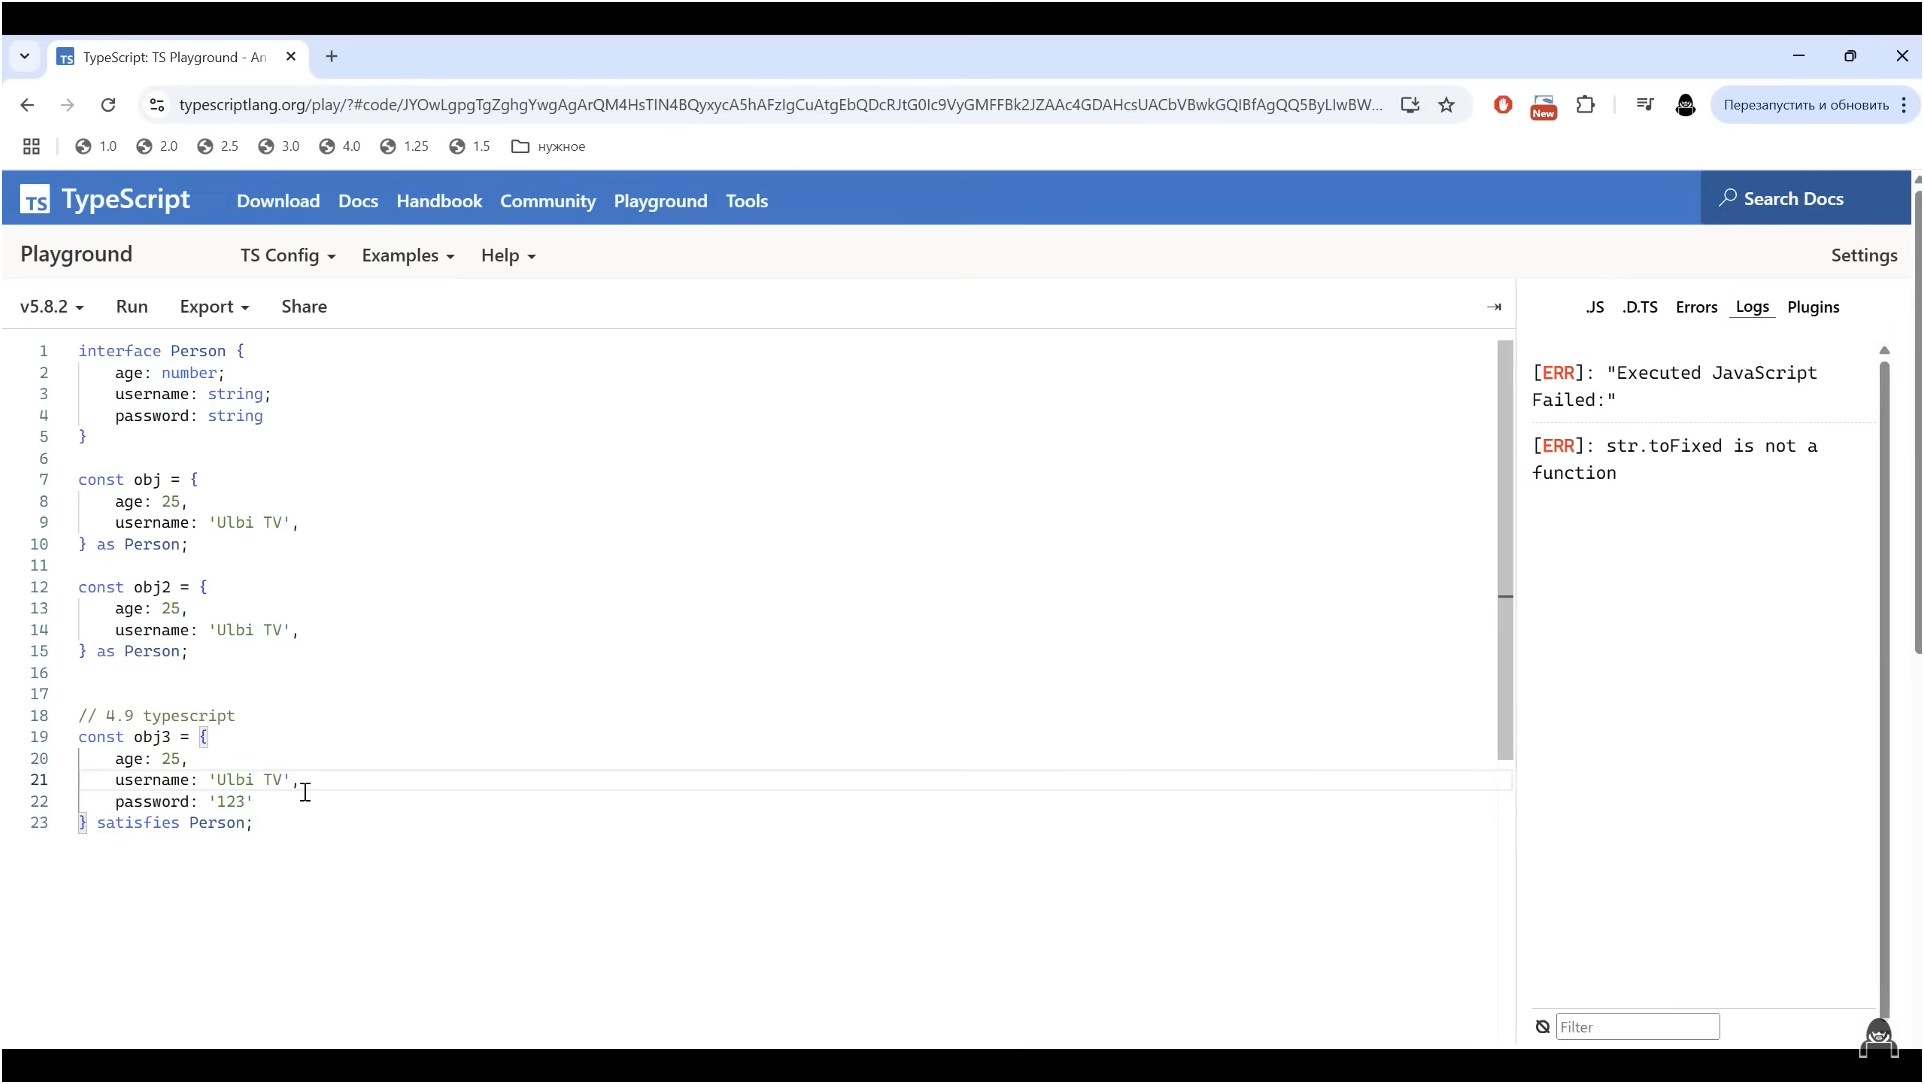 TS TypeScript: TS Playground - An
typescriptlang.org/play/?#code/JYOwLgpgTgZghgYwgAgArQM4HsTIN4BQyxycA5hAFzIgCuAtgEbQDcRJtG0Ic9VyGMFFBk2JZAAc4GDAHcsUACbVBwkGQIBfAgQQ5ByLIwBW...
New
Перезапустить и обновить
1.0 2.0 2.5 3.0 4.0 1.25 1.5 нужное
TS TypeScript Download Docs Handbook Community Playground Tools Search Docs
Playground TS Config Examples Help Settings
v5.8.2 Run Export Share
.JS .D.TS Errors Logs Plugins
1 interface Person {
2 age: number;
3 username: string;
4 password: string
5 }
6
7 const obj = {
8 age: 25,
9 username: 'Ulbi TV',
10 } as Person;
11
12 const obj2 = {
13 age: 25,
14 username: 'Ulbi TV',
15 } as Person;
16
17
18 // 4.9 typescript
19 const obj3 = {
20 age: 25,
21 username: 'Ulbi TV',
22 password: '123'
23 } satisfies Person;
[ERR]: "Executed JavaScript
Failed:"
[ERR]: str.toFixed is not a
function
Filter